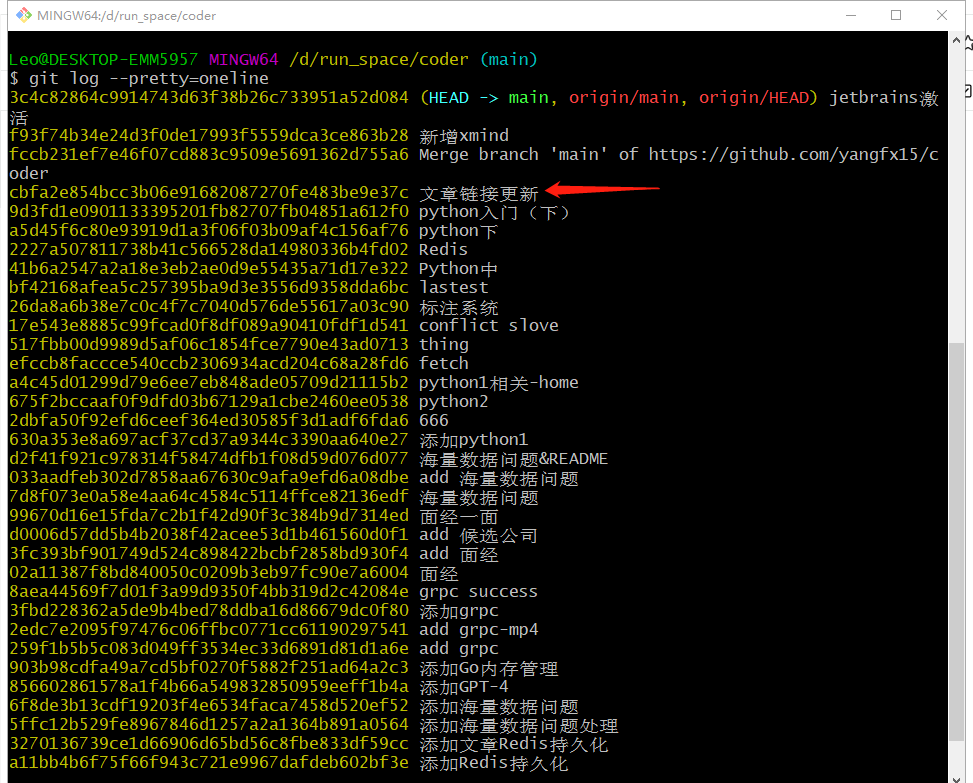 MINGW64:/d/run_space/coder
Leo@DESKTOP-EMM5957 MINGW64 /d/run_space/coder (main)
$ git log --pretty=oneline
3c4c82864c9914743d63f38b26c733951a52d084 (HEAD -> main, origin/main, origin/HEAD) jetbrains激
活
f93f74b34e24d3f0de17993f5559dca3ce863b28 新增xmind
fccb231ef7e46f07cd883c9509e5691362d755a6 Merge branch 'main' of https://github.com/yangfx15/c
oder
cbfa2e854bcc3b06e91682087270fe483be9e37c 文章链接更新
9d3fd1e0901133395201fb82707fb04851a612f0 python入门（下）
a5d45f6c80e93919d1a3f06f03b09af4c156af76 python下
2227a507811738b41c566528da14980336b4fd02 Redis
41b6a2547a2a18e3eb2ae0d9e55435a71d17e322 Python中
bf42168afea5c257395ba9d3e3556d9358dda6bc lastest
26da8a6b38e7c0c4f7c7040d576de55617a03c90 标注系统
17e543e8885c99fcad0f8df089a90410fdf1d541 conflict slove
517fbb00d9989d5af06c1854fce7790e43ad0713 thing
efccb8faccce540ccb2306934acd204c68a28fd6 fetch
a4c45d01299d79e6ee7eb848ade05709d21115b2 python1相关-home
675f2bccaaf0f9dfd03b67129a1cbe2460ee0538 python2
2dbfa50f92efd6ceef364ed30585f3d1adf6fda6 666
630a353e8a697acf37cd37a9344c3390aa640e27 添加python1
d2f41f921c978314f58474dfb1f08d59d076d077 海量数据问题&README
033aadfeb302d7858aa67630c9afa9efd6a08dbe add 海量数据问题
7d8f073e0a58e4aa64c4584c5114ffce82136edf 海量数据问题
99670d16e15fda7c2b1f42d90f3c384b9d7314ed 面经一面
d0006d57dd5b4b2038f42acee53d1b461560d0f1 add 候选公司
3fc393bf901749d524c898422bcbf2858bd930f4 add 面经
02a11387f8bd840050c0209b3eb97fc90e7a6004 面经
8aea44569f7d01f3a99d9350f4bb319d2c42084e grpc success
3fbd228362a5de9b4bed78ddba16d86679dc0f80 添加grpc
2edc7e2095f97476c06ffbc0771cc61190297541 add grpc-mp4
259f1b5b5c083d049ff3534ec33d6891d81d1a6e add grpc
903b98cdfa49a7cd5bf0270f5882f251ad64a2c3 添加Go内存管理
856602861578a1f4b66a549832850959eeff1b4a 添加GPT-4
6f8de3b13cdf19203f4e6534faca7458d520ef52 添加海量数据问题
5ffc12b529fe8967846d1257a2a1364b891a0564 添加海量数据问题处理
3270136739ce1d66906d65bd56c8fbe833df59cc 添加文章Redis持久化
a11bb4b6f75f66f943c721e9967dafdeb602bf3e 添加Redis持久化